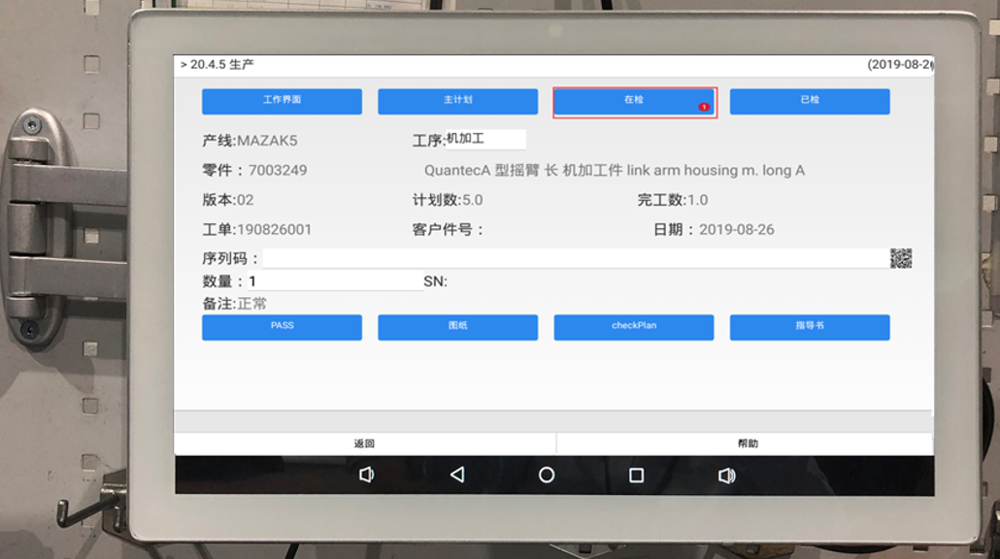 > 20.4.5 生产 (2019-08-2
工作界面 主计划 在检 1 已检
产线:MAZAK5 工序:机加工
零件：7003249 QuantecA 型摇臂 长 机加工件 link arm housing m. long A
版本:02 计划数:5.0 完工数:1.0
工单:190826001 客户件号： 日期：2019-08-26
序列码：
数量：1 SN:
备注:正常
PASS 图纸 checkPlan 指导书
返回 帮助